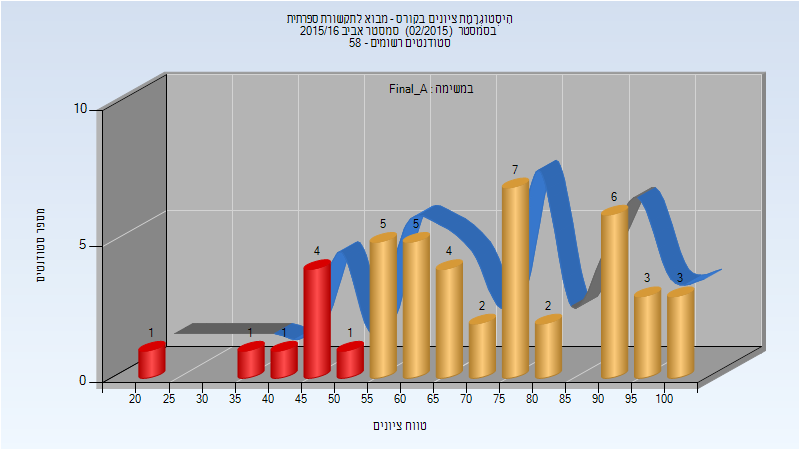 היסטוגרמת ציונים בקורס - מבוא לתקשורת ספרתית
בסמסטר (02/2015) סמסטר אביב 2015/16
סטודנטים רשומים - 58
במשימה : Final_A
מספר סטודנטים
10
5
0
1 1 1 4 1 5 5 4 2 7 2 6 3 3
20 25 30 35 40 45 50 55 60 65 70 75 80 85 90 95 100
טווח ציונים